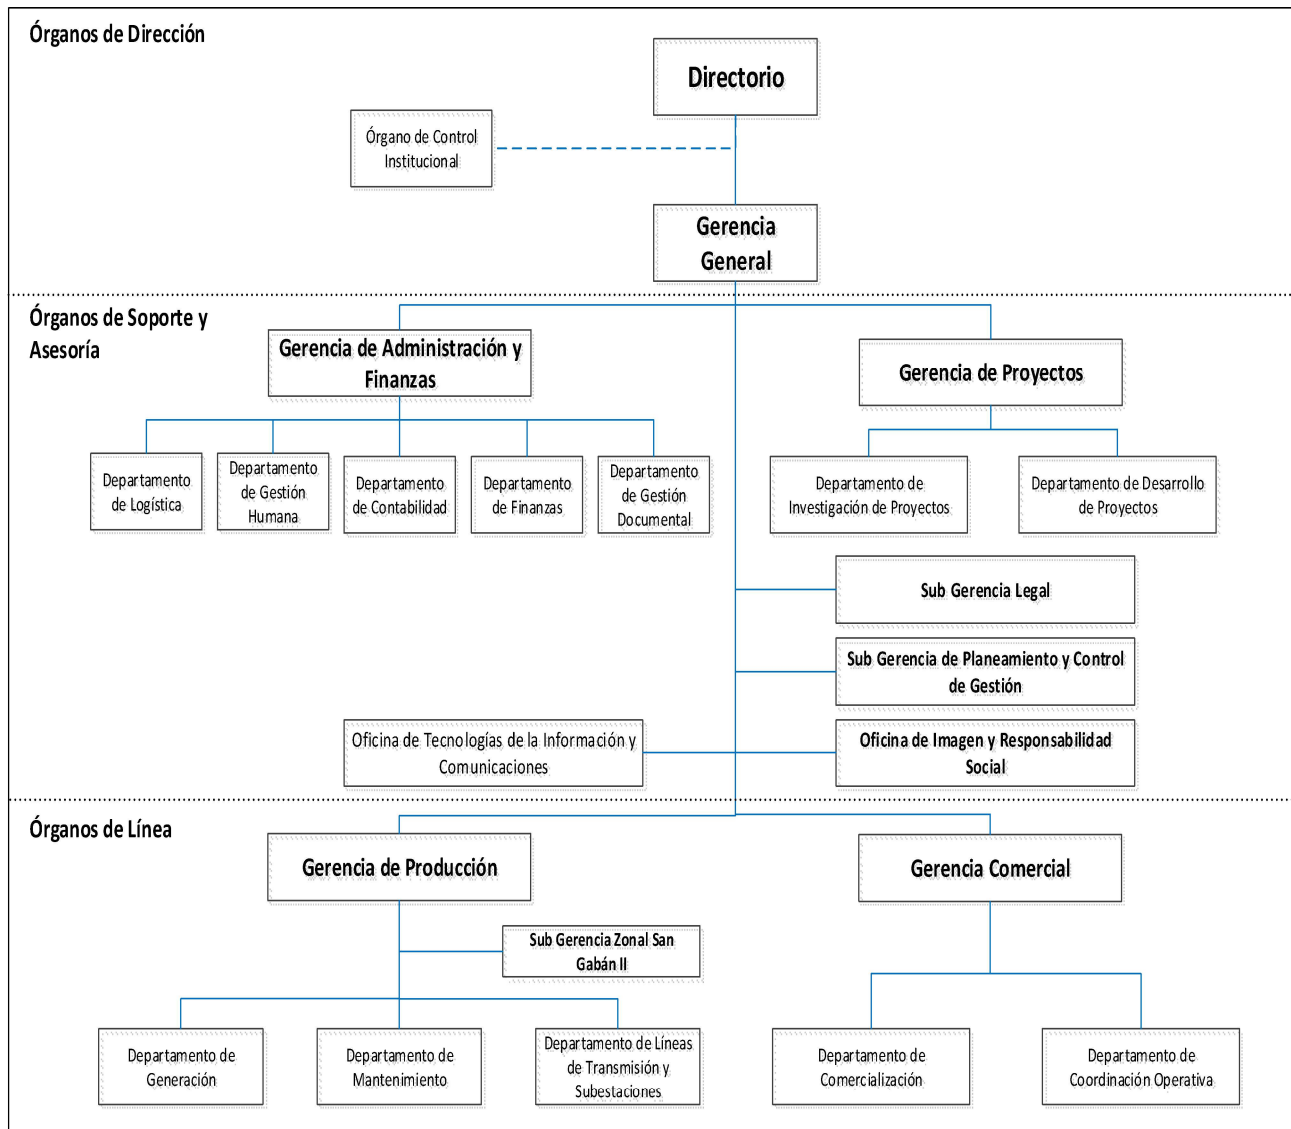 Órganos de Dirección
Directorio
Órgano de Control
Institucional
Gerencia
General
Órganos de Soporte y
Asesoría
Gerencia de Administración y
Finanzas
Gerencia de Proyectos
Departamento
de Logística
Departamento
de Gestión
Humana
Departamento
de Contabilidad
Departamento
de Finanzas
Departamento
de Gestión
Documental
Departamento de
Investigación de Proyectos
Departamento de Desarrollo
de Proyectos
Sub Gerencia Legal
Sub Gerencia de Planeamiento y Control
de Gestión
Oficina de Tecnologías de la Información y
Comunicaciones
Oficina de Imagen y Responsabilidad
Social
Órganos de Línea
Gerencia de Producción
Gerencia Comercial
Sub Gerencia Zonal San
Gabán II
Departamento de
Generación
Departamento de
Mantenimiento
Departamento de Líneas
de Transmisión y
Subestaciones
Departamento de
Comercialización
Departamento de
Coordinación Operativa